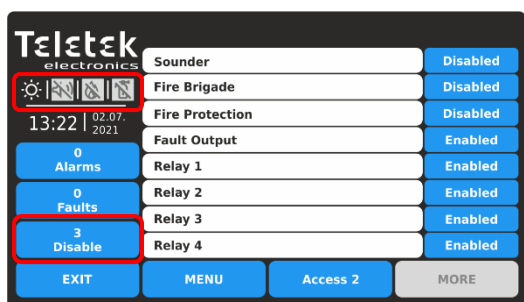 Teletek
electronics
13:22 02.07.
2021
0
Alarms
0
Faults
3
Disable
Sounder Disabled
Fire Brigade Disabled
Fire Protection Disabled
Fault Output Enabled
Relay 1 Enabled
Relay 2 Enabled
Relay 3 Enabled
Relay 4 Enabled
EXIT MENU Access 2 MORE